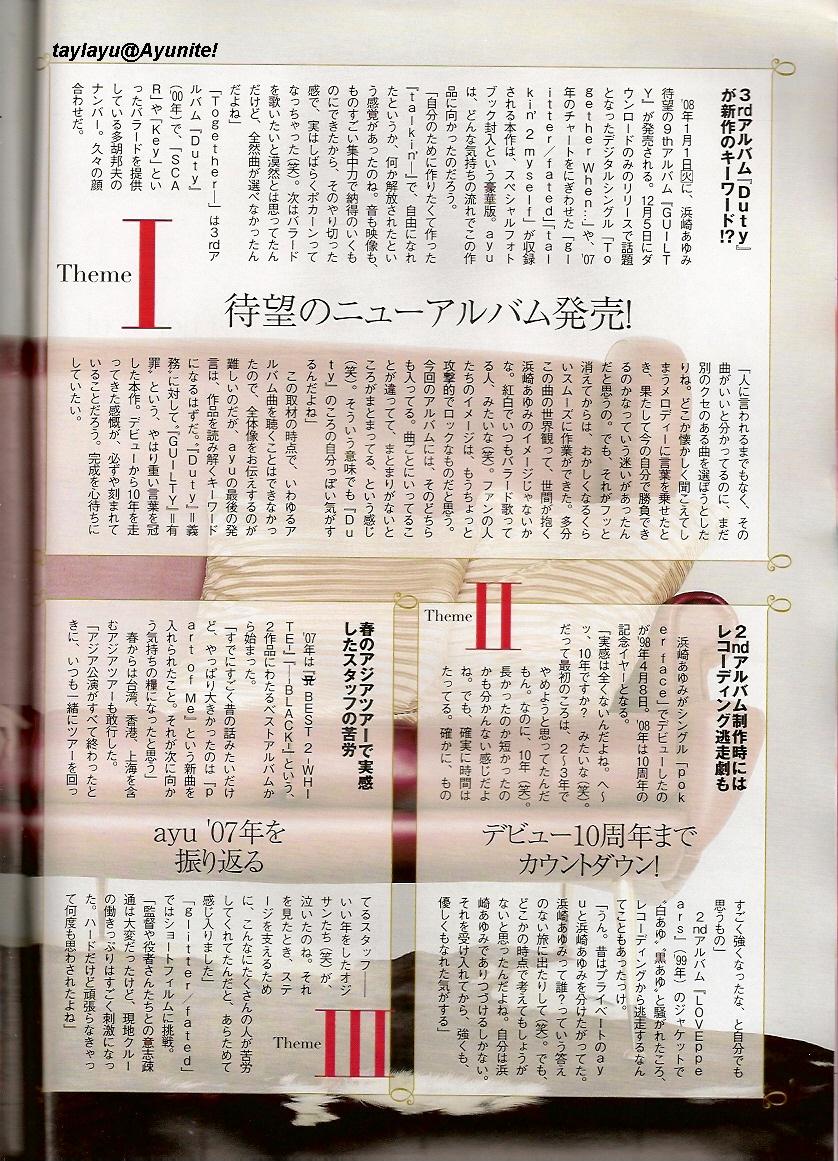 taylayu@Ayunite!
3rdアルバム『Duty』
が新作のキーワード!?
'08年1月1日㈫に、浜崎あゆみ
待望の9thアルバム『GUILT
Y』が発売される。12月5日にダ
ウンロードのみのリリースで話題
となったデジタルシングル「To
gether When…」や、'07
年のチャートをにぎわせた「gl
itter/fated」「tal
kin' 2 myself」が収録
される本作は、スペシャルフォト
ブック封入という豪華版。ayu
は、どんな気持ちの流れでこの作
品に向かったのだろう。
「自分のために作りたくて作った
『talkin'―』で、自由になれ
たというか、何か解放されたとい
う感覚があったのね。音も映像も、
ものすごい集中力で納得のいくも
のにできたから、そのやり切った
感で、実はしばらくポカーンって
なっちゃった(笑)。次はバラード
を歌いたいと漠然とは思ってたん
だけど、全然曲が選べなかったん
だよね」
「Together―」は3rdア
ルバム『Duty』
('00年)で、「SCA
R」や「Key」とい
ったバラードを提供
している多胡邦夫の
ナンバー。久々の顔
合わせだ。
Theme I
待望のニューアルバム発売!
「人に言われるまでもなく、その
曲がいいと分かってるのに、まだ
別のクセのある曲を選ぼうとした
りね。どこか懐かしく聞こえてし
まうメロディーに言葉を乗せたと
き、果たして今の自分で勝負でき
るのかなっていう迷いがあったん
だと思うの。でも、それがフッと
消えてからは、おかしくなるくら
いスムーズに作業ができた。多分
この曲の世界観って、世間が抱く
浜崎あゆみのイメージじゃないか
な。紅白でいつもバラード歌って
る人、みたいな(笑)。ファンの人
たちのイメージは、もうちょっと
攻撃的でロックなものだと思う。
今回のアルバムには、そのどちら
も入ってる。曲ごとにいってるこ
とが違ってて、まとまりがないと
ころがまとまってる、という感じ
(笑)。そういう意味でも『Du
ty』のころの自分っぽい気がす
るんだよね」
この取材の時点で、いわゆるア
ルバム曲を聴くことはできなかっ
たので、全体像をお伝えするのが
難しいのだが、ayuの最後の発
言は、作品を読み解くキーワード
になるはずだ。『Duty』=義
務〟に対して。『GUILTY』=有
罪〟という、やはり重い言葉を冠
した本作。デビューから10年を走
ってきた感慨が、必ずや刻まれて
いることだろう。完成を心待ちに
していたい。
Theme II
2ndアルバム制作時には
レコーディング逃走劇も
浜崎あゆみがシングル「pok
er face」でデビューしたの
が'98年4月8日。'08年は10周年の
記念イヤーとなる。
「実感は全くないんだよね。へ〜
ッ、10年ですか? みたいな(笑)。
だって最初のころは、2〜3年で
やめようと思ってたんだ
もん。なのに、10年(笑)。
長かったのか短かったの
かも分かんない感じだよ
ね。でも、確実に時間は
たってる。確かに、もの
デビュー10周年まで
カウントダウン!
すごく強くなったな、と自分でも
思うもの」
2ndアルバム『LOVEppe
ars』('99年)のジャケットで
〝白あゆ〟〝黒あゆ〟と騒がれたころ、
レコーディングから逃走するなん
てこともあったっけ。
「うん。昔はプライベートのay
uと浜崎あゆみを分けたがってた。
浜崎あゆみって誰?っていう答え
のない旅に出たりして(笑)。でも、
どこかの時点で考えてもしょうが
ないと思ったんだよね。自分は浜
崎あゆみでありつづけるしかない。
それを受け入れてから、強くも、
優しくもなれた気がする」
春のアジアツアーで実感
したスタッフの苦労
'07年は『BEST 2 -WHI
TE-』『-BLACK-』という、
2作品にわたるベストアルバムか
ら始まった。
「すでにすごく昔の話みたいだけ
ど、やっぱり大きかったのは「p
art of Me」という新曲を
入れられたこと。それが次に向か
う気持ちの糧になったと思う」
春からは台湾、香港、上海を含
むアジアツアーも敢行した。
「アジア公演がすべて終わったと
きに、いつも一緒にツアーを回っ
ayu '07年を
振り返る
てるスタッフ――
いい年をしたオジ
サンたち(笑)が、
泣いたのね。それ
を見たとき、ステ
ージを支えるため
に、こんなにたくさんの人が苦労
してくれてたんだと、あらためて
感じ入りました」
「glitter/fated」
ではショートフィルムに挑戦。
「監督や役者さんたちとの意志疎
通は大変だったけど、現地クルー
の働きっぷりはすごく刺激になっ
た。ハードだけど頑張らなきゃっ
て何度も思わされたよね」
Theme III